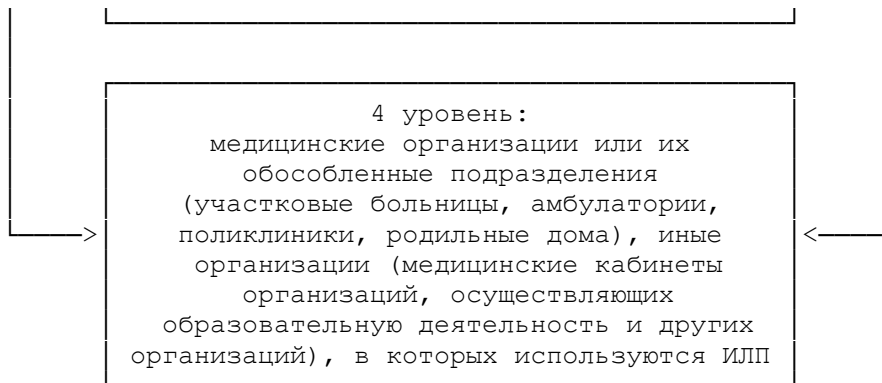 4 уровень:
медицинские организации или их
обособленные подразделения
(участковые больницы, амбулатории,
поликлиники, родильные дома), иные
организации (медицинские кабинеты
организаций, осуществляющих
образовательную деятельность и других
организаций), в которых используются ИЛП